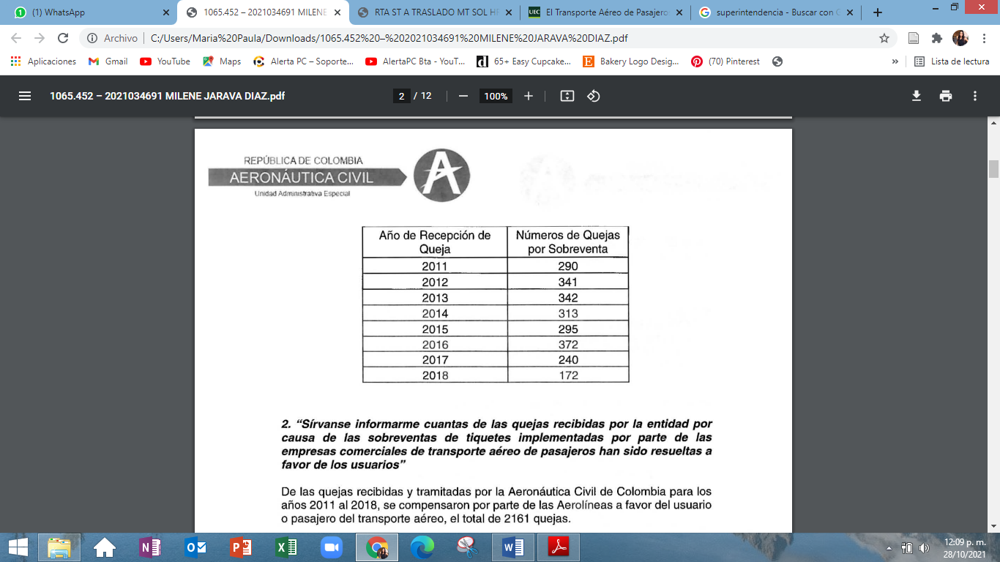 (1) WhatsApp
1065.452 – 2021034691 MILENE
RTA ST A TRASLADO MT SOL
El Transporte Aéreo de Pasajero
superintendencia - Buscar con
Archivo
C:/Users/Maria%20Paula/Downloads/1065.452%20–%202021034691%20MILENE%20JARAVA%20DIAZ.pdf
Aplicaciones
Gmail
YouTube
Maps
Alerta PC – Soporte...
AlertaPC Bta - YouT...
65+ Easy Cupcake...
Bakery Logo Desig...
(70) Pinterest
»
Lista de lectura
1065.452 – 2021034691 MILENE JARAVA DIAZ.pdf
2 / 12
100%
REPÚBLICA DE COLOMBIA
AERONÁUTICA CIVIL
Unidad Administrativa Especial
Año de Recepción de Queja
Números de Quejas por Sobreventa
2011 290
2012 341
2013 342
2014 313
2015 295
2016 372
2017 240
2018 172
2. “Sírvanse informarme cuantas de las quejas recibidas por la entidad por
causa de las sobreventas de tiquetes implementadas por parte de las
empresas comerciales de transporte aéreo de pasajeros han sido resueltas a
favor de los usuarios”
De las quejas recibidas y tramitadas por la Aeronáutica Civil de Colombia para los
años 2011 al 2018, se compensaron por parte de las Aerolíneas a favor del usuario
o pasajero del transporte aéreo, el total de 2161 quejas.
12:09 p. m.
28/10/2021